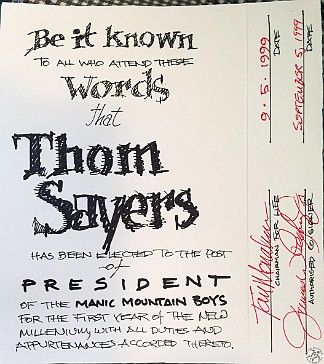 Be it known
TO ALL WHO ATTEND THESE
Words
that
Thom
Sayers
HAS BEEN ELECTED TO THE POST
of
PRESIDENT
OF THE MANIC MOUNTAIN BOYS
FOR THE FIRST YEAR OF THE NEW
MILLENIUM, WITH ALL DUTIES AND
APPURTENANCES ACCORDED THERETO.
9.5.1999
DATE
CHAIRMAN FOR LIFE
SEPTEMBER 5, 1999
DATE
AUTHORISED CO/SIGNER